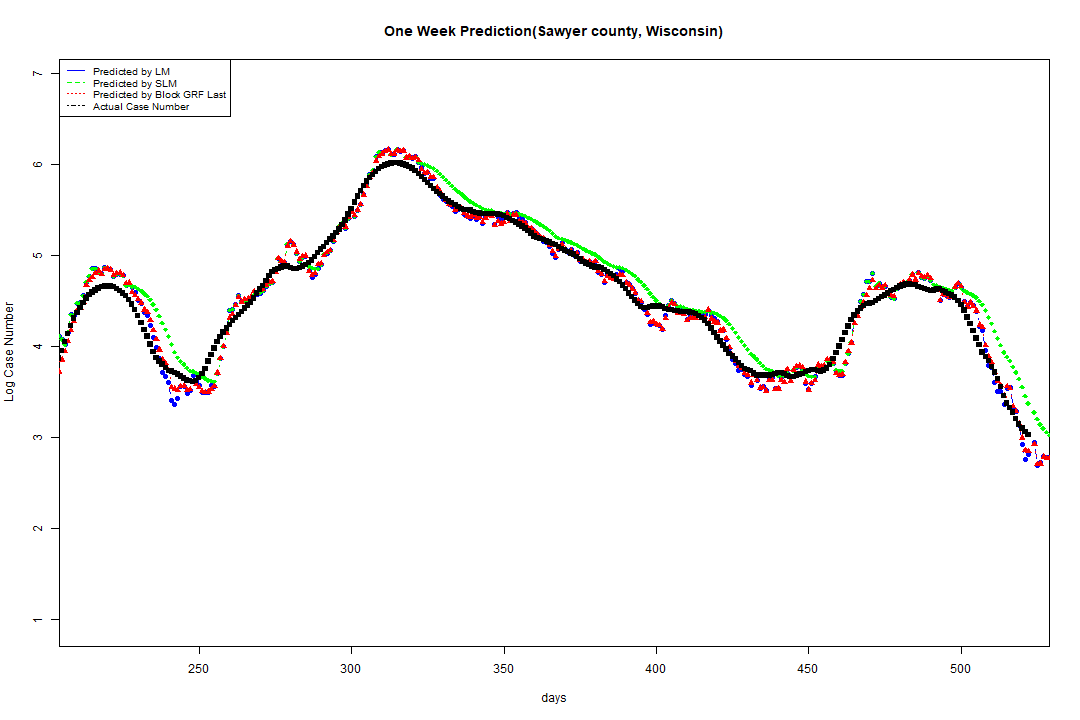 One Week Prediction(Sawyer county, Wisconsin)
Predicted by LM
Predicted by SLM
Predicted by Block GRF Last
Actual Case Number
7
6
5
4
3
2
1
Log Case Number
250 300 350 400 450 500
days